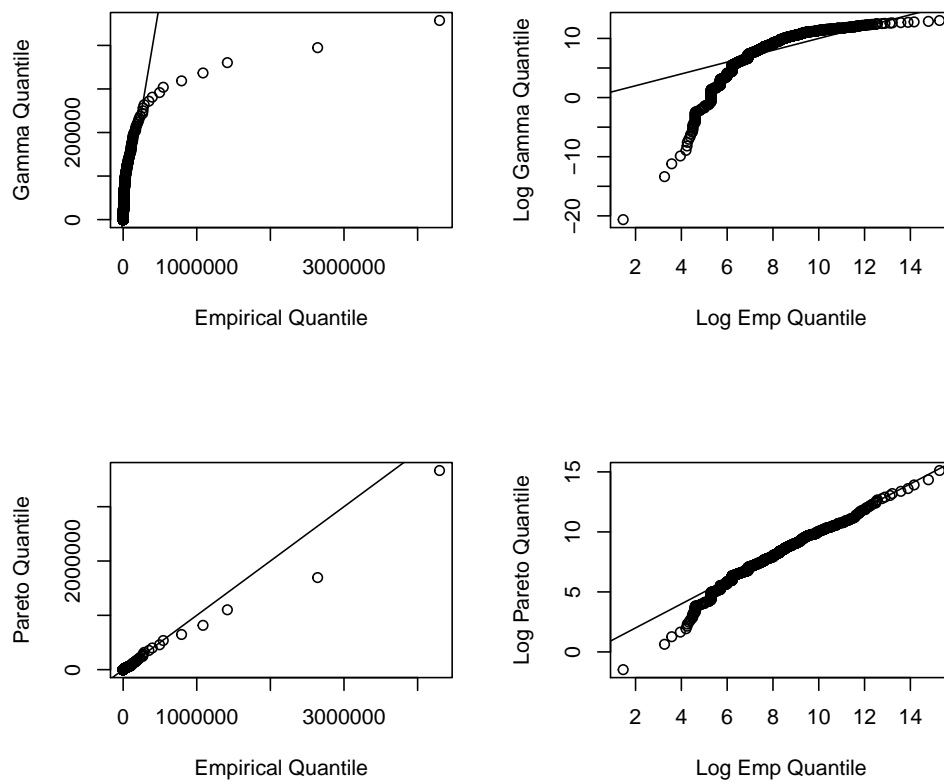 Gamma Quantile
200000
0
0 1000000 3000000
Empirical Quantile
Log Gamma Quantile
10
0
−10
−20
2 4 6 8 10 12 14
Log Emp Quantile
Pareto Quantile
2000000
0
0 1000000 3000000
Empirical Quantile
Log Pareto Quantile
15
10
5
0
2 4 6 8 10 12 14
Log Emp Quantile